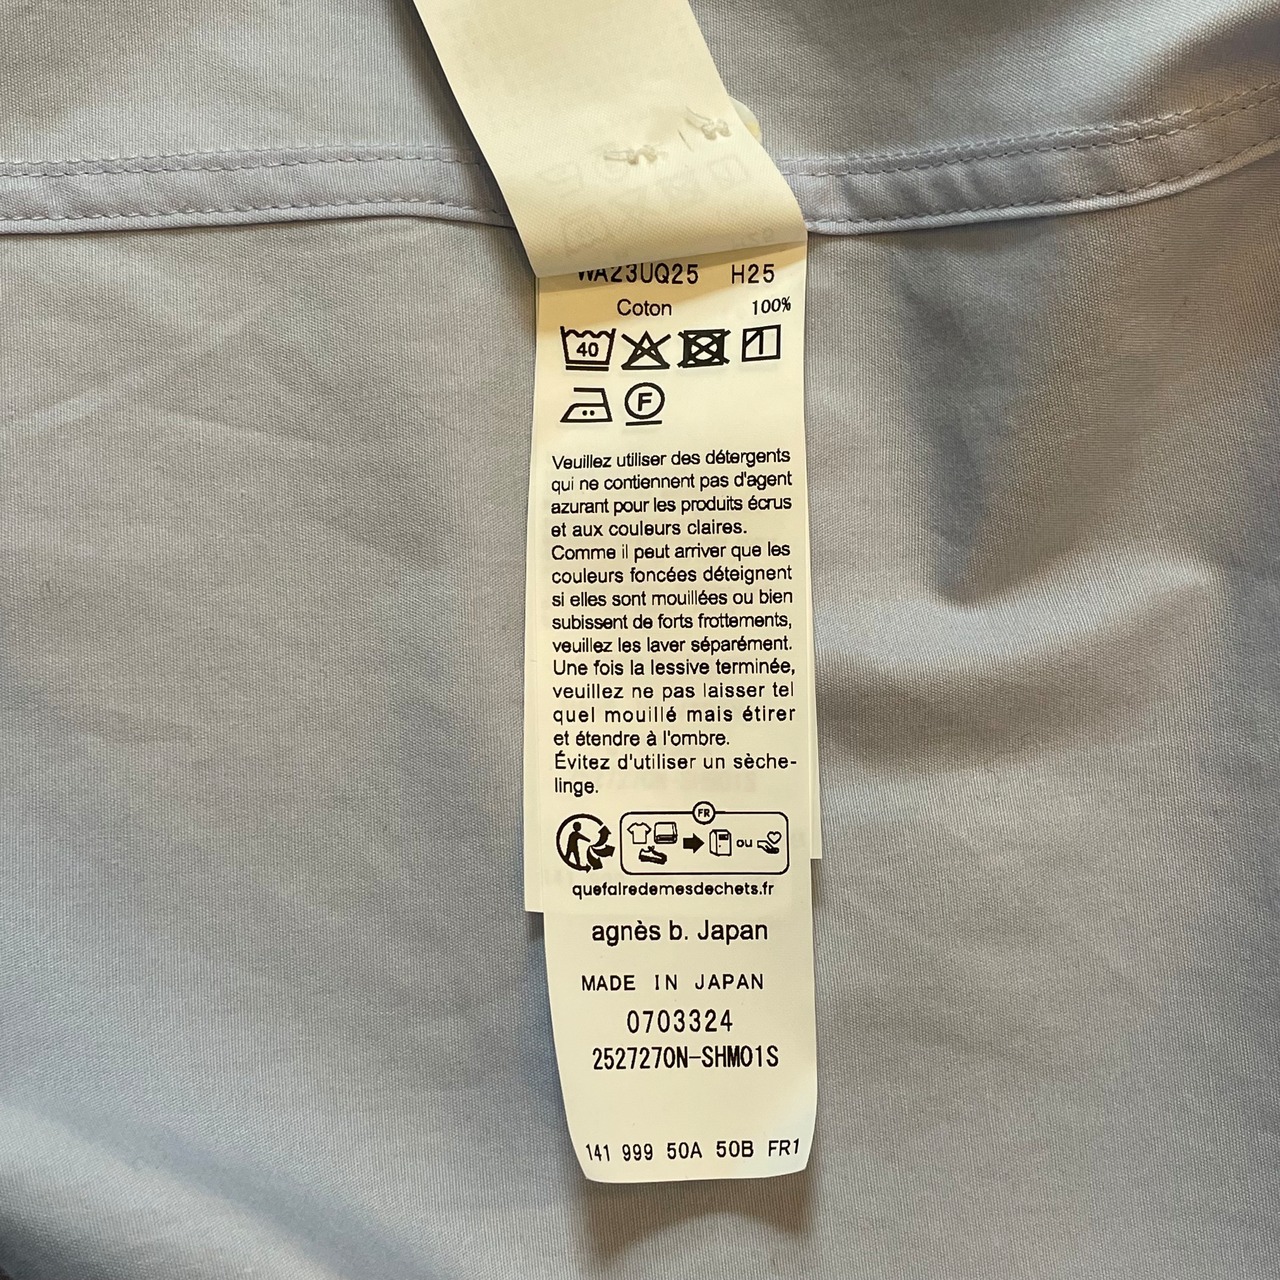 WA23UQ25 H25
Coton 100%
40
F
Veuillez utiliser des détergents
qui ne contiennent pas d'agent
azurant pour les produits écrus
et aux couleurs claires.
Comme il peut arriver que les
couleurs foncées déteignent
si elles sont mouillées ou bien
subissent de forts frottements,
veuillez les laver séparément.
Une fois la lessive terminée,
veuillez ne pas laisser tel
quel mouillé mais étirer
et étendre à l'ombre.
Évitez d'utiliser un sèche-
linge.
FR
ou
quefairedemesdechets.fr
agnès b. Japan
MADE IN JAPAN
0703324
2527270N-SHM01S
141 999 50A 50B FR1